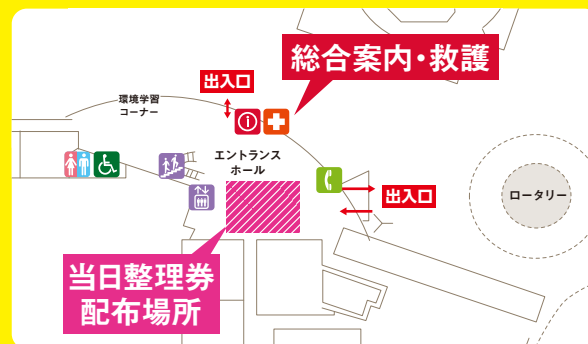 総合案内・救護
出入口
環境学習
コーナー
エントランス
ホール
出入口
ロータリー
当日整理券
配布場所